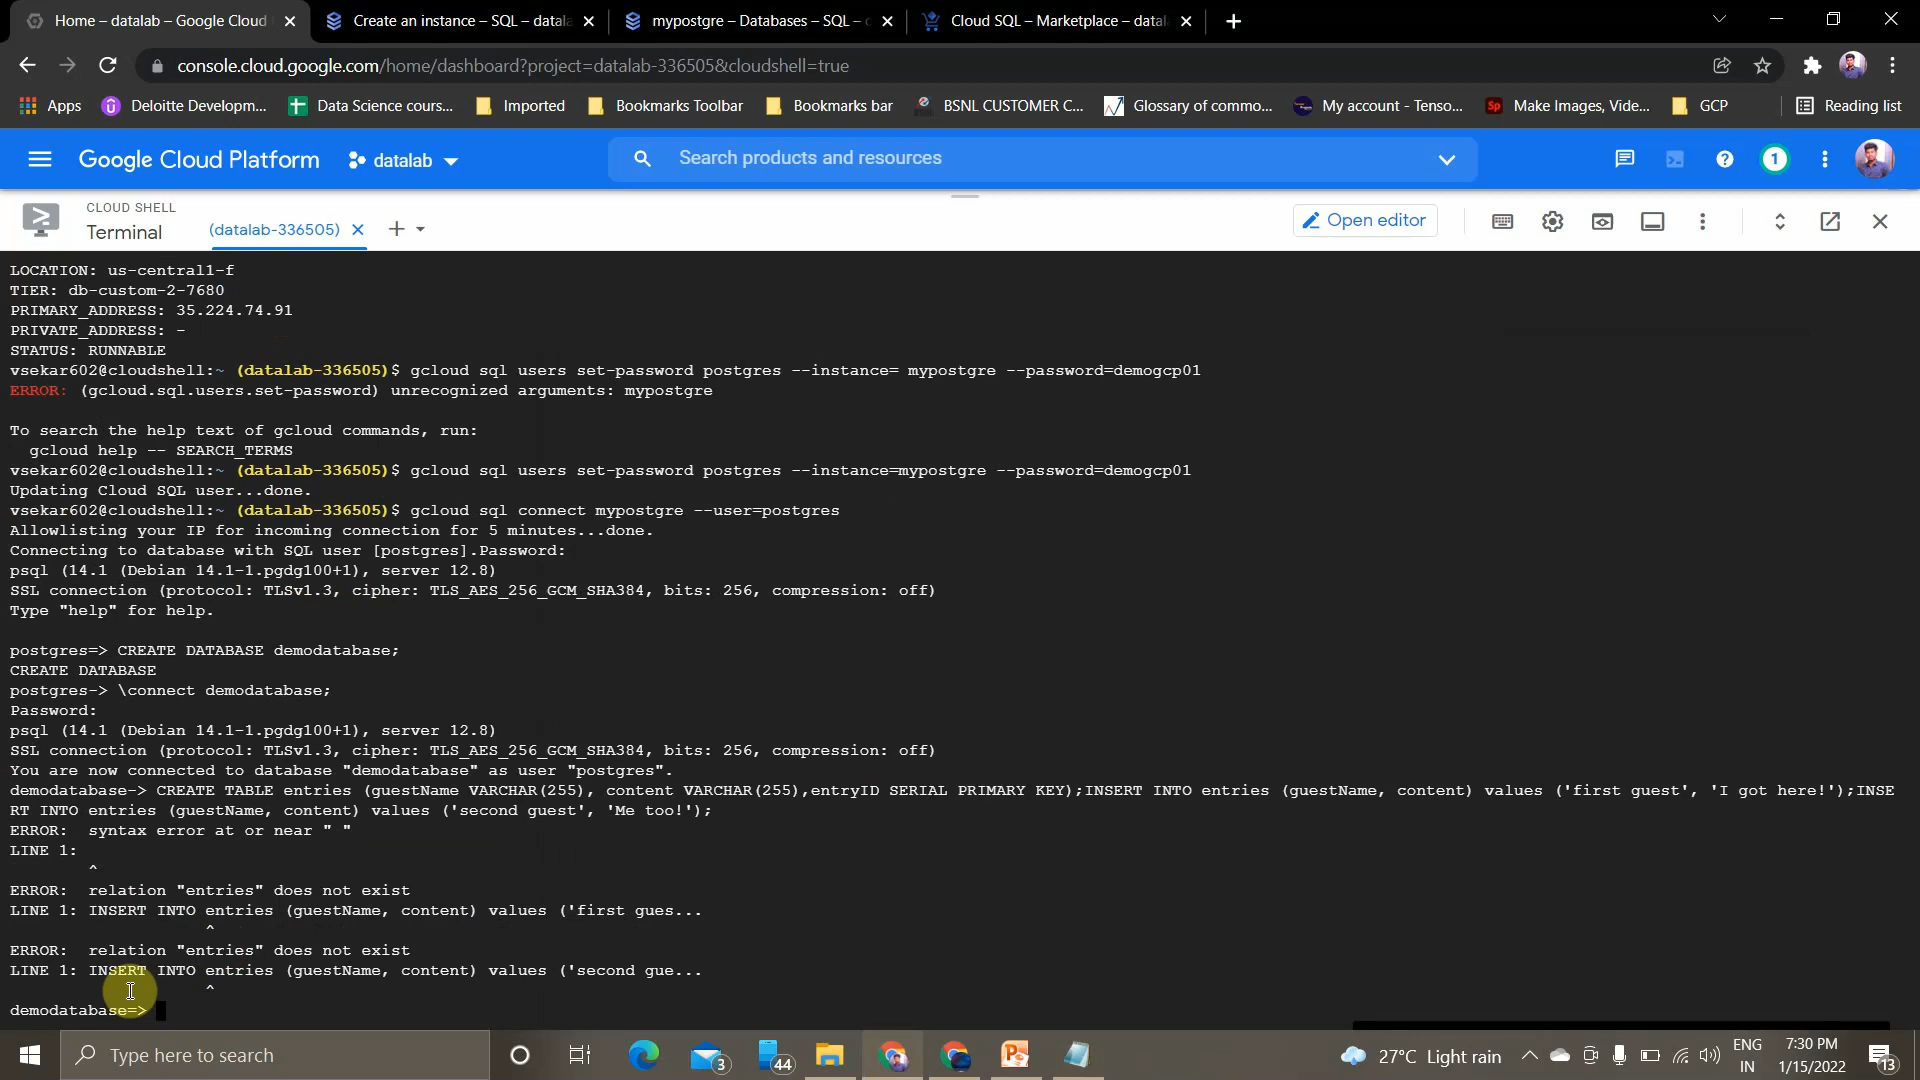 Home – datalab – Google Cloud
Create an instance – SQL – datala
mypostgre – Databases – SQL –
Cloud SQL – Marketplace – datal
console.cloud.google.com/home/dashboard?project=datalab-336505&cloudshell=true
Apps
Deloitte Developm...
Data Science cours...
Imported
Bookmarks Toolbar
Bookmarks bar
BSNL CUSTOMER C...
Glossary of commo...
My account - Tenso...
Sp
Make Images, Vide...
GCP
Reading list
Google Cloud Platform
datalab
Search products and resources
1
CLOUD SHELL
Terminal
(datalab-336505)
Open editor
LOCATION: us-central1-f
TIER: db-custom-2-7680
PRIMARY_ADDRESS: 35.224.74.91
PRIVATE_ADDRESS: -
STATUS: RUNNABLE
vsekar602@cloudshell:~ (datalab-336505)$ gcloud sql users set-password postgres --instance= mypostgre --password=demogcp01
ERROR: (gcloud.sql.users.set-password) unrecognized arguments: mypostgre
To search the help text of gcloud commands, run:
gcloud help -- SEARCH_TERMS
vsekar602@cloudshell:~ (datalab-336505)$ gcloud sql users set-password postgres --instance=mypostgre --password=demogcp01
Updating Cloud SQL user...done.
vsekar602@cloudshell:~ (datalab-336505)$ gcloud sql connect mypostgre --user=postgres
Allowlisting your IP for incoming connection for 5 minutes...done.
Connecting to database with SQL user [postgres].Password:
psql (14.1 (Debian 14.1-1.pgdg100+1), server 12.8)
SSL connection (protocol: TLSv1.3, cipher: TLS_AES_256_GCM_SHA384, bits: 256, compression: off)
Type "help" for help.
postgres=> CREATE DATABASE demodatabase;
CREATE DATABASE
postgres-> \connect demodatabase;
Password:
psql (14.1 (Debian 14.1-1.pgdg100+1), server 12.8)
SSL connection (protocol: TLSv1.3, cipher: TLS_AES_256_GCM_SHA384, bits: 256, compression: off)
You are now connected to database "demodatabase" as user "postgres".
demodatabase-> CREATE TABLE entries (guestName VARCHAR(255), content VARCHAR(255),entryID SERIAL PRIMARY KEY);INSERT INTO entries (guestName, content) values ('first guest', 'I got here!');INSE
RT INTO entries (guestName, content) values ('second guest', 'Me too!');
ERROR:  syntax error at or near " "
LINE 1:
^
ERROR:  relation "entries" does not exist
LINE 1: INSERT INTO entries (guestName, content) values ('first gues...
^
ERROR:  relation "entries" does not exist
LINE 1: INSERT INTO entries (guestName, content) values ('second gue...
^
demodatabase=>
Type here to search
3
44
27°C Light rain
ENG
IN
7:30 PM
1/15/2022
13